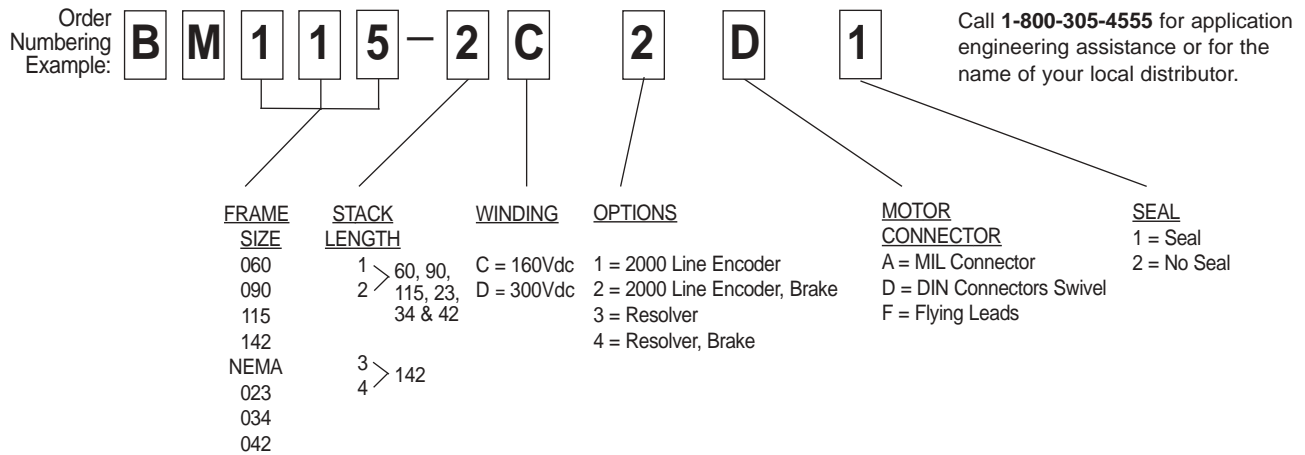 Order
Numbering
Example:
B M 1 1 5 – 2 C 2 D 1
Call 1-800-305-4555 for application
engineering assistance or for the
name of your local distributor.
FRAME
SIZE
060
090
115
142
NEMA
023
034
042
STACK
LENGTH
1
2
60, 90,
115, 23,
34 & 42
3
4
142
WINDING
C = 160Vdc
D = 300Vdc
OPTIONS
1 = 2000 Line Encoder
2 = 2000 Line Encoder, Brake
3 = Resolver
4 = Resolver, Brake
MOTOR
CONNECTOR
A = MIL Connector
D = DIN Connectors Swivel
F = Flying Leads
SEAL
1 = Seal
2 = No Seal